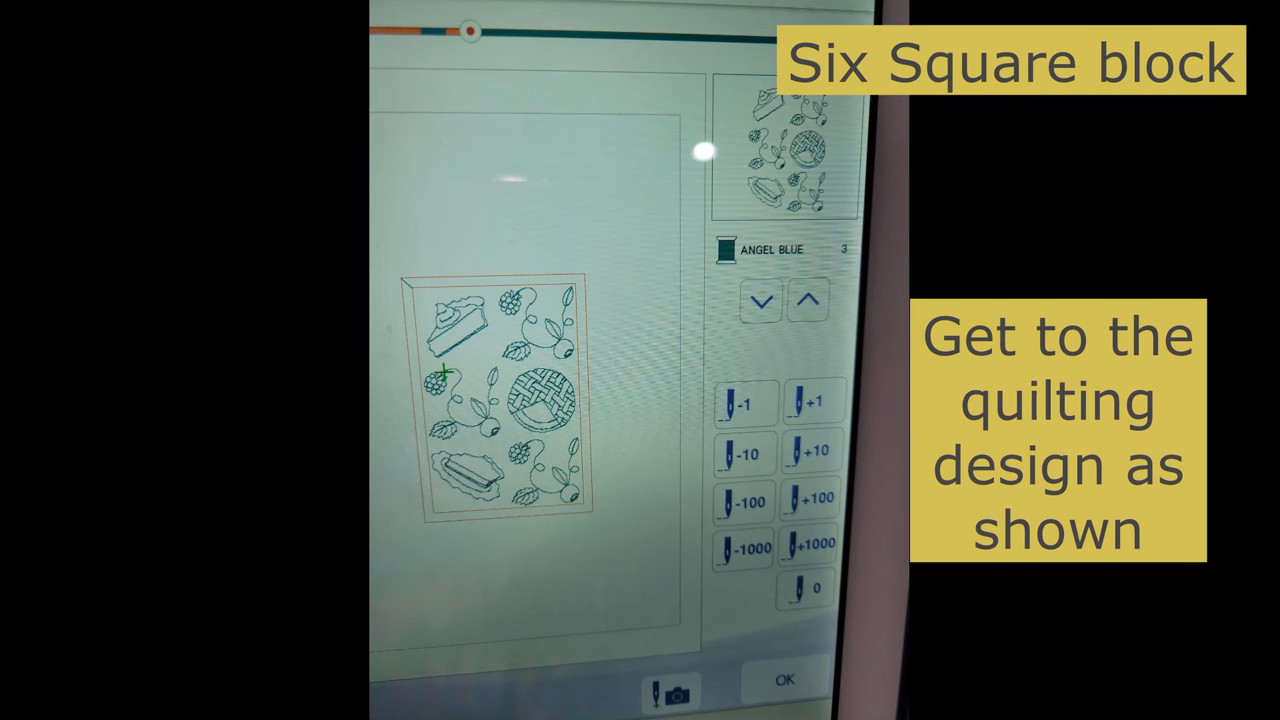 Six Square block
ANGEL BLUE 3
Get to the
quilting
design as
shown
-1 +1
-10 +10
-100 +100
-1000 +1000
0
OK